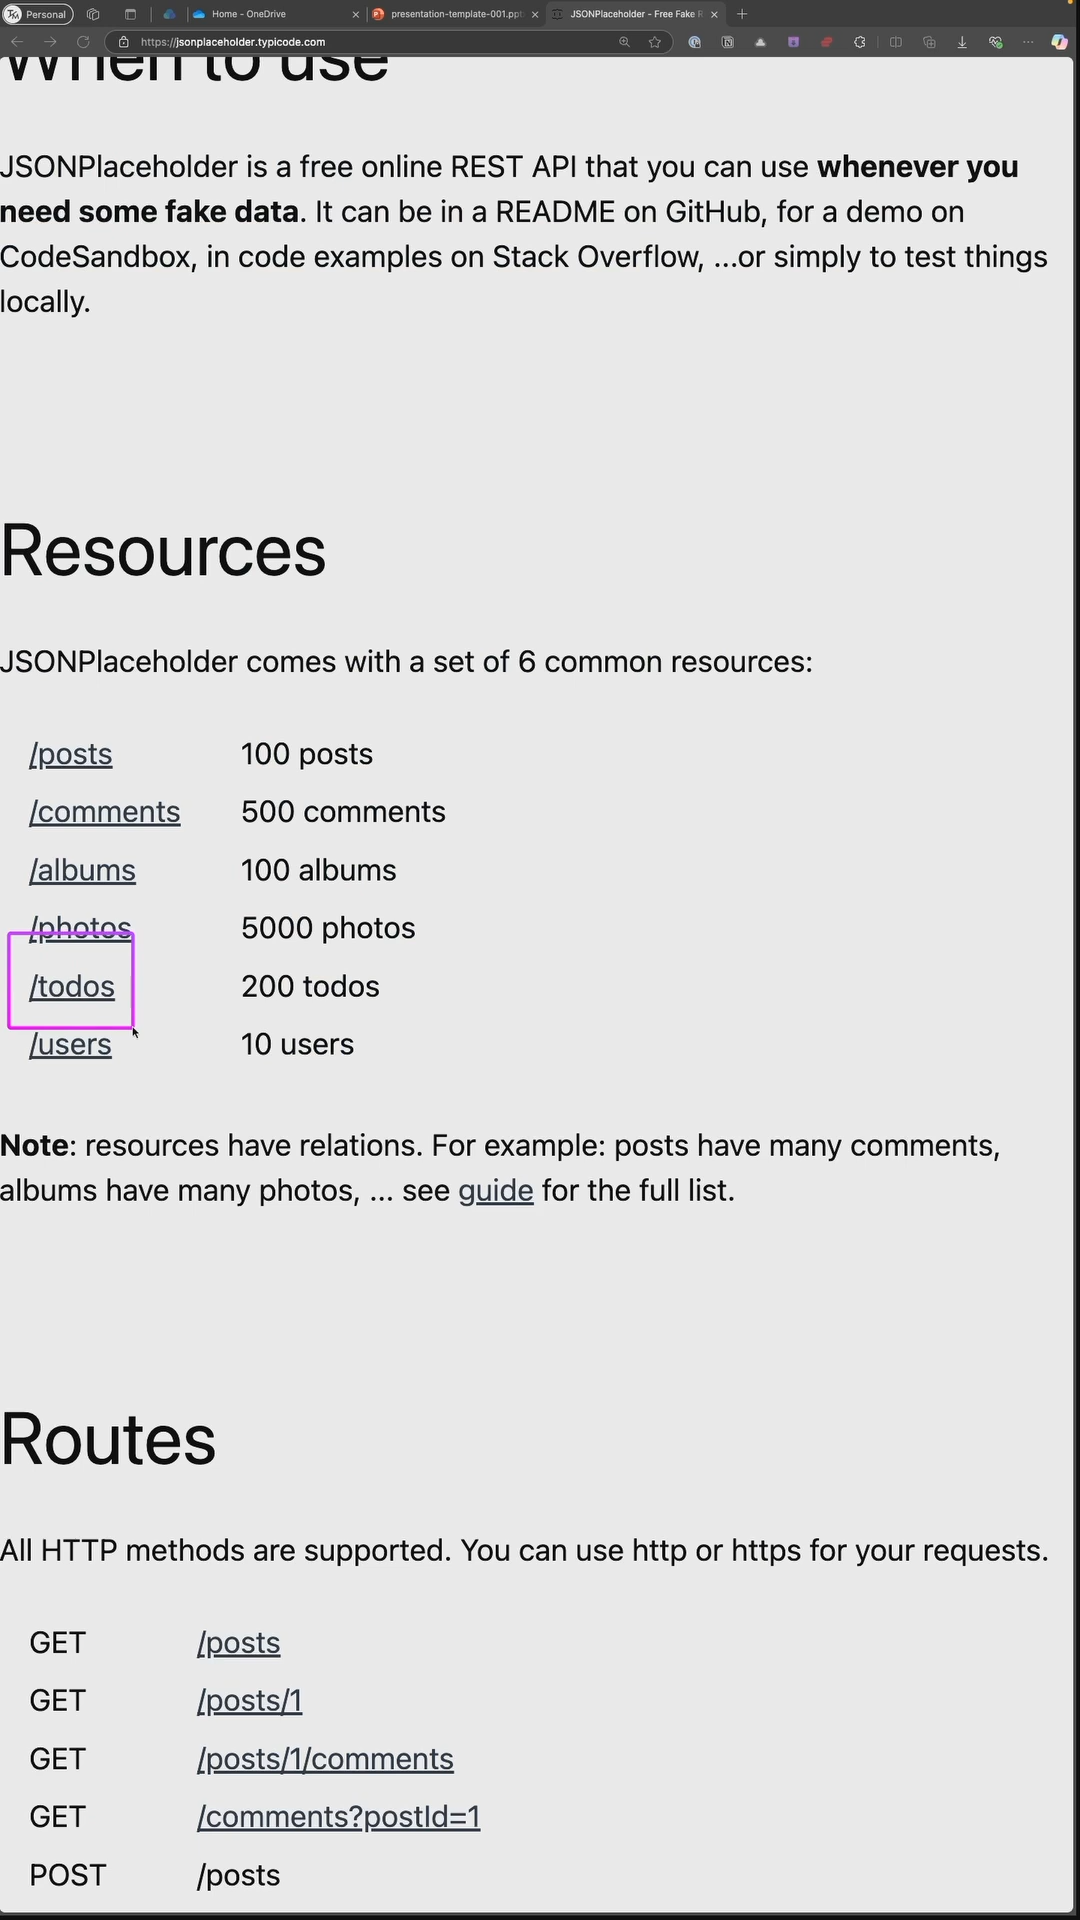 Personal
Home - OneDrive
presentation-template-001.ppt
JSONPlaceholder - Free Fake R
https://jsonplaceholder.typicode.com
When to use
JSONPlaceholder is a free online REST API that you can use whenever you
need some fake data. It can be in a README on GitHub, for a demo on
CodeSandbox, in code examples on Stack Overflow, ...or simply to test things
locally.
Resources
JSONPlaceholder comes with a set of 6 common resources:
/posts 100 posts
/comments 500 comments
/albums 100 albums
/photos 5000 photos
/todos 200 todos
/users 10 users
Note: resources have relations. For example: posts have many comments,
albums have many photos, ... see guide for the full list.
Routes
All HTTP methods are supported. You can use http or https for your requests.
GET /posts
GET /posts/1
GET /posts/1/comments
GET /comments?postId=1
POST /posts